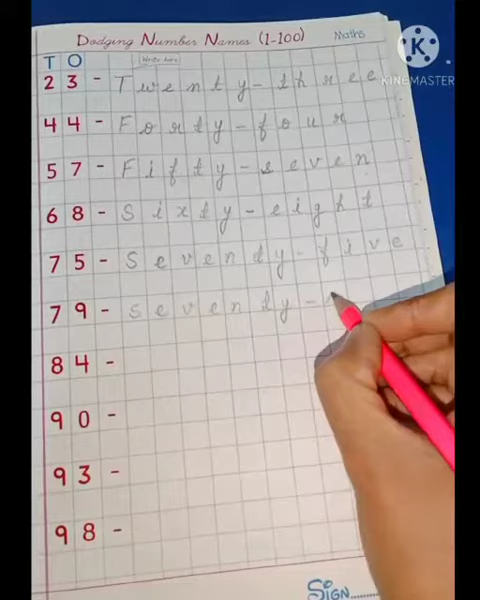 Dodging Number Names (1-100) Maths
T O Write here
23 - Twenty-three
44 - Forty-four
57 - Fifty-seven
68 - Sixty-eight
75 - Seventy-five
79 - seventy-
84 -
90 -
93 -
98 -
SIGN..........
KINEMASTER